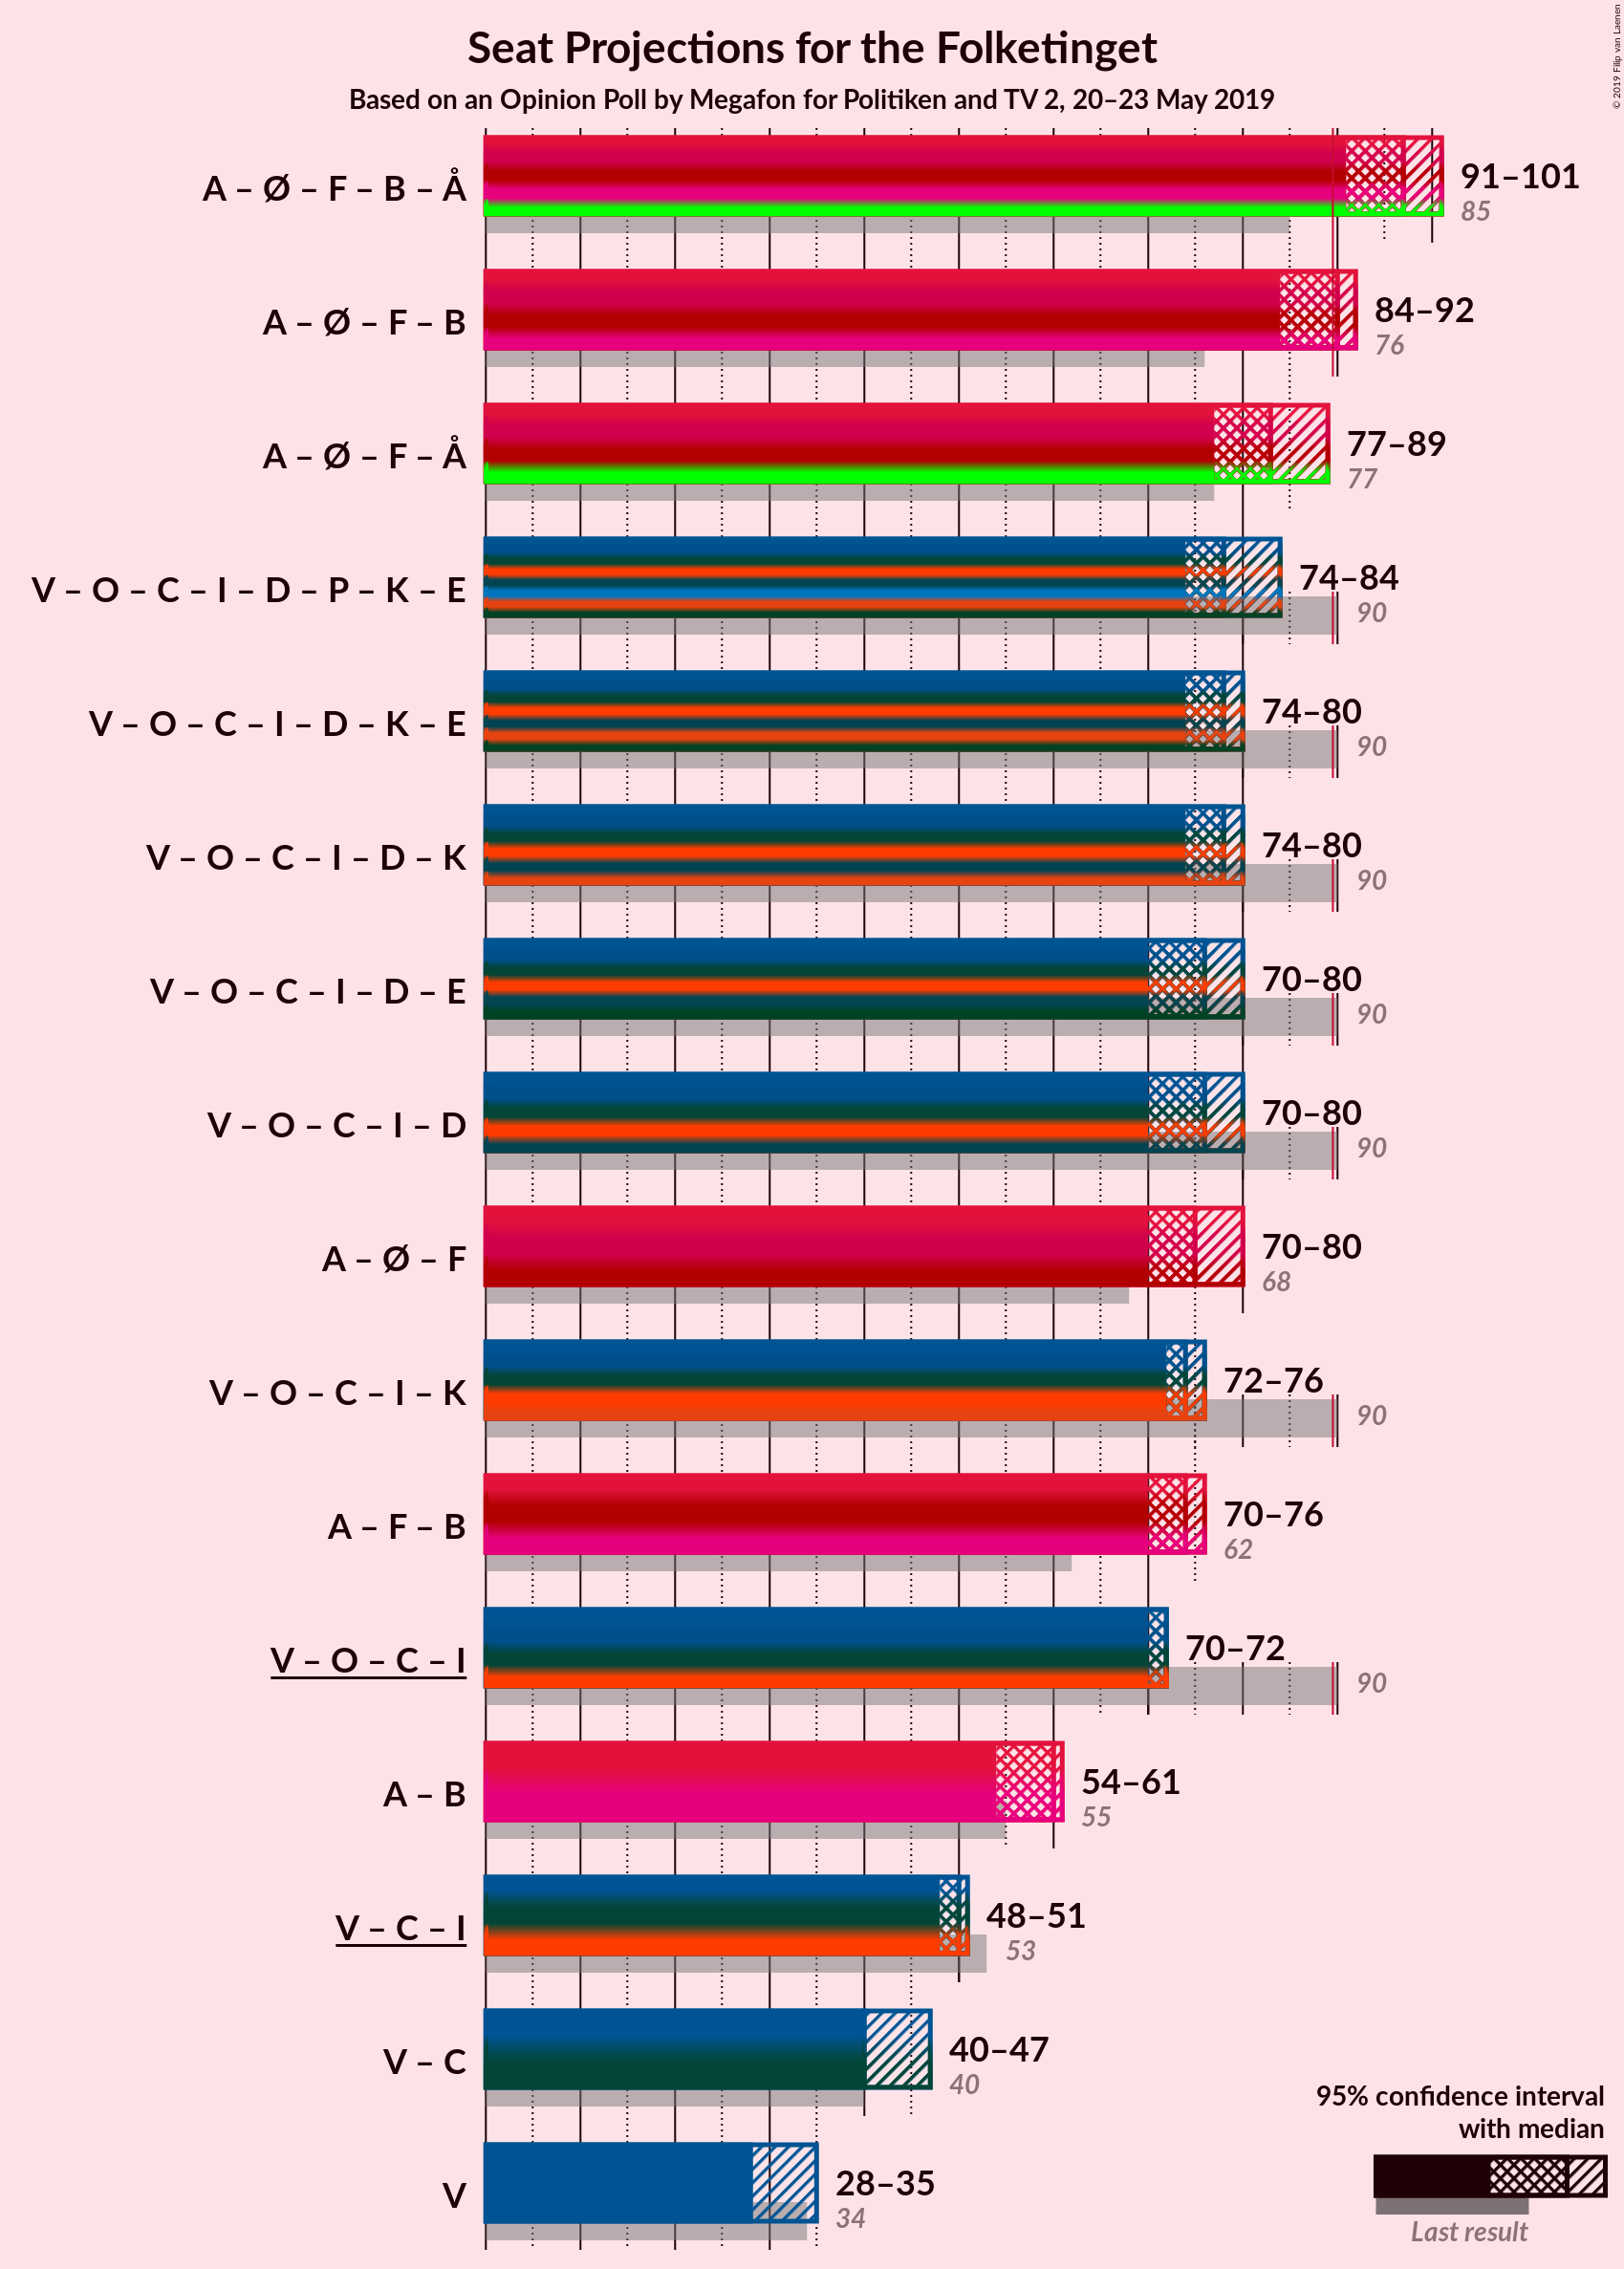 Seat Projections for the Folketinget
Based on an Opinion Poll by Megafon for Politiken and TV 2, 20–23 May 2019
© 2019 Filip van Laenen
A – Ø – F – B – Å
91–101
85
A – Ø – F – B
84–92
76
A – Ø – F – Å
77–89
77
V – O – C – I – D – P – K – E
74–84
90
V – O – C – I – D – K – E
74–80
90
V – O – C – I – D – K
74–80
90
V – O – C – I – D – E
70–80
90
V – O – C – I – D
70–80
90
A – Ø – F
70–80
68
V – O – C – I – K
72–76
90
A – F – B
70–76
62
V – O – C – I
70–72
90
A – B
54–61
55
V – C – I
48–51
53
V – C
40–47
40
V
28–35
34
95% confidence interval
with median
Last result